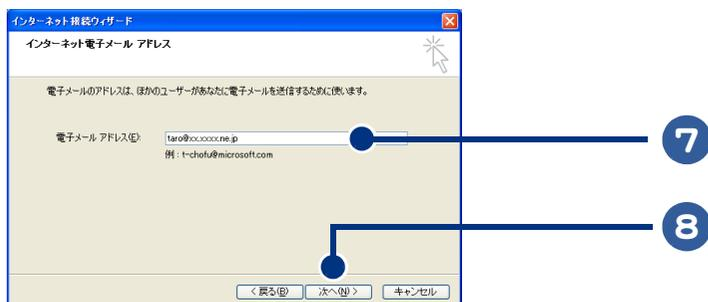 インターネット接続ウィザード
インターネット電子メール アドレス
電子メールのアドレスは、ほかのユーザーがあなたに電子メールを送信するために使います。
電子メール アドレス(E):
taro@xx.xxxx.ne.jp
7
例 : t-chofu@microsoft.com
8
< 戻る(B)
次へ(N) >
キャンセル